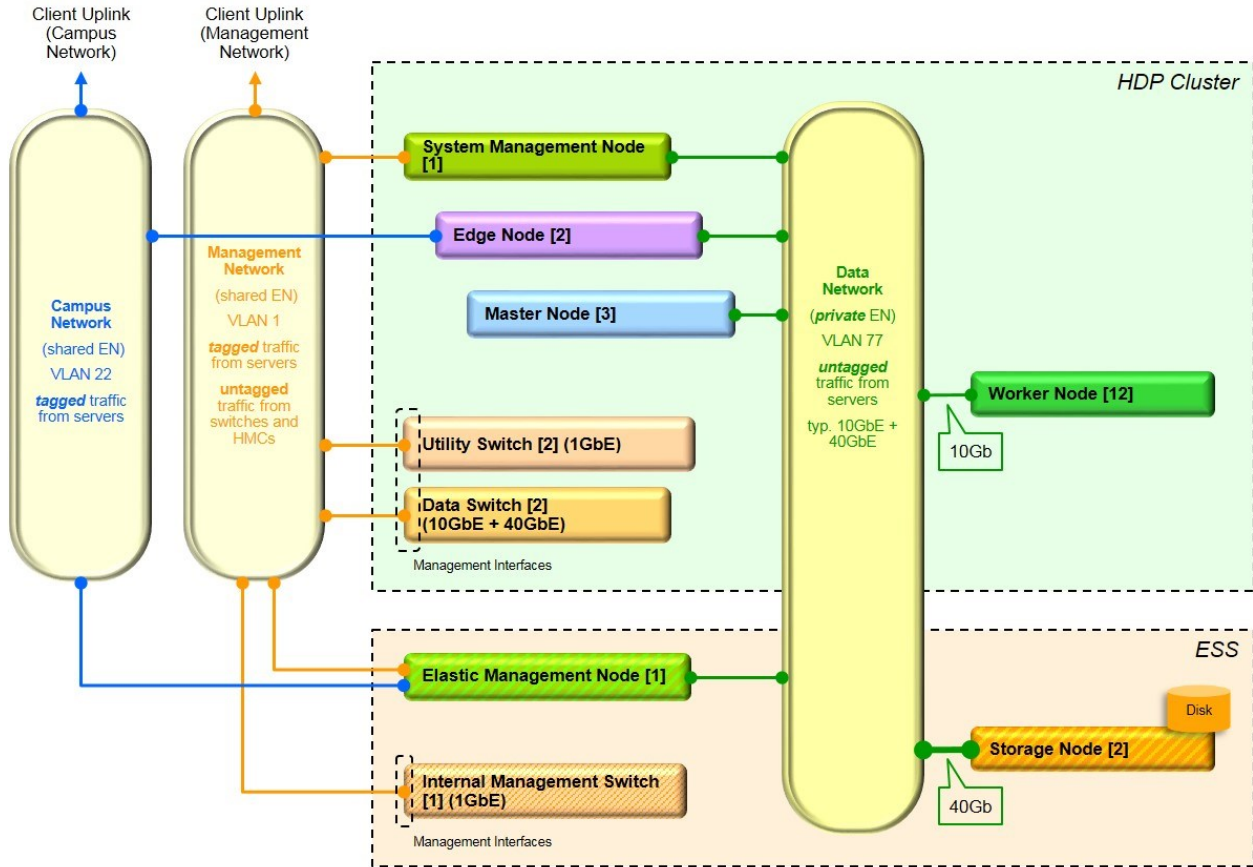 Client Uplink
(Campus
Network)
Client Uplink
(Management
Network)
HDP Cluster
System Management Node
[1]
Edge Node [2]
Master Node [3]
Management
Network
(shared EN)
VLAN 1
tagged traffic
from servers
untagged
traffic from
switches and
HMCs
Campus
Network
(shared EN)
VLAN 22
tagged traffic
from servers
Data
Network
(private EN)
VLAN 77
untagged
traffic from
servers
typ. 10GbE +
40GbE
Worker Node [12]
10Gb
Utility Switch [2] (1GbE)
Data Switch [2]
(10GbE + 40GbE)
Management Interfaces
ESS
Elastic Management Node [1]
Disk
Storage Node [2]
40Gb
Internal Management Switch
[1] (1GbE)
Management Interfaces